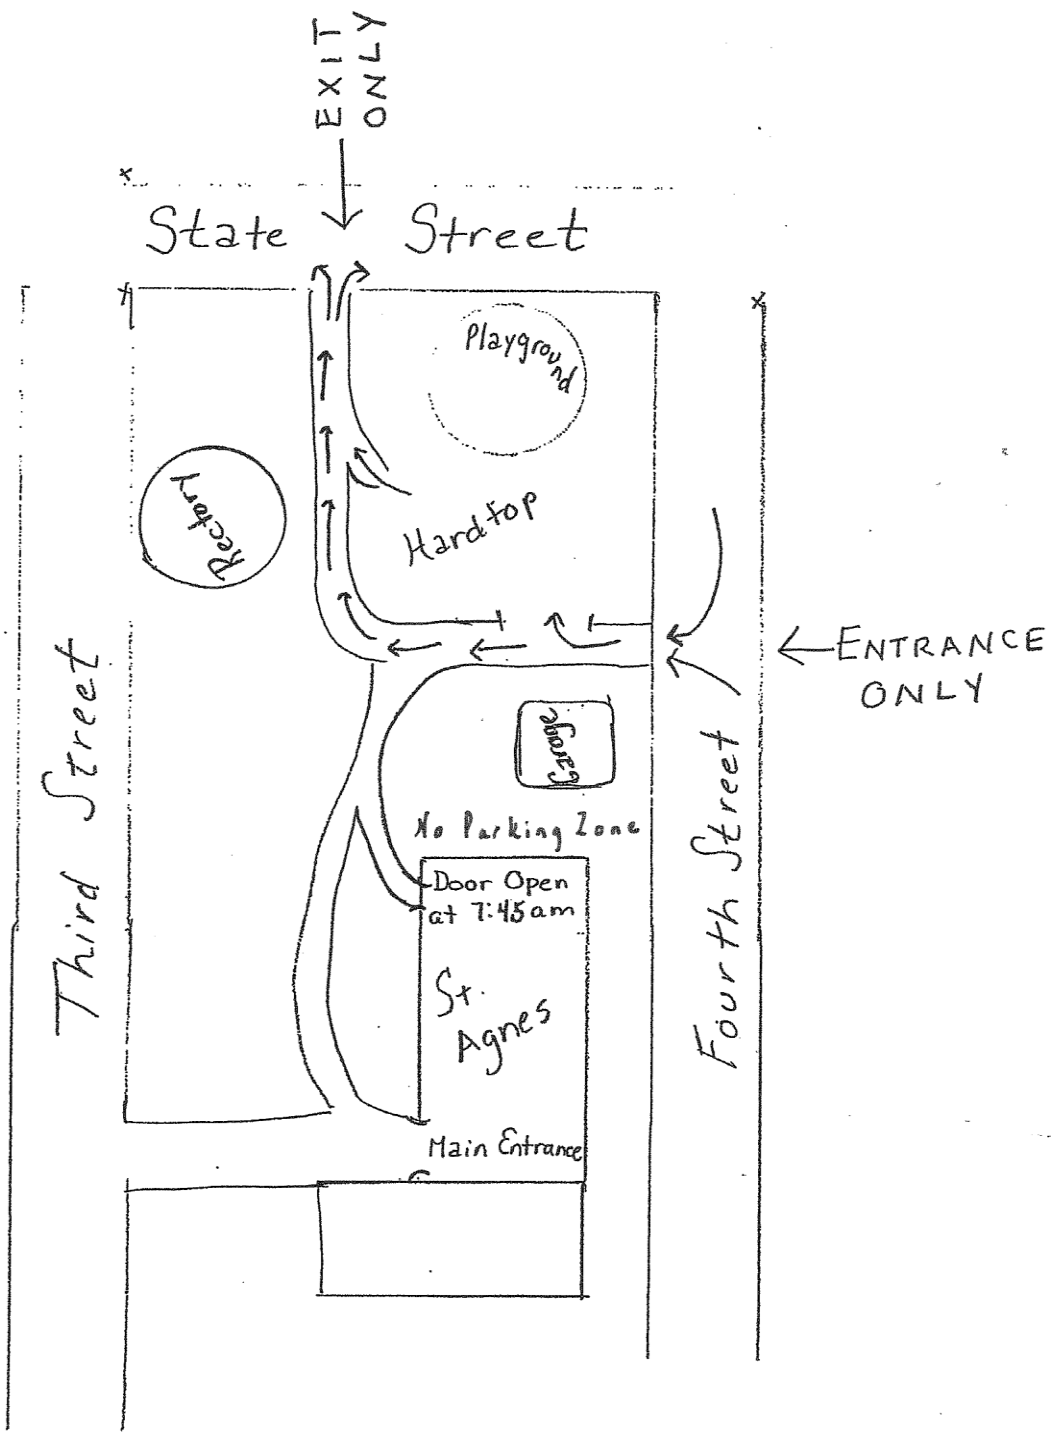 EXIT
ONLY
State Street
Playground
Rectory
Hardtop
ENTRANCE
ONLY
Garage
Third Street
Fourth Street
No Parking Zone
Door Open
at 7:45am
St.
Agnes
Main Entrance